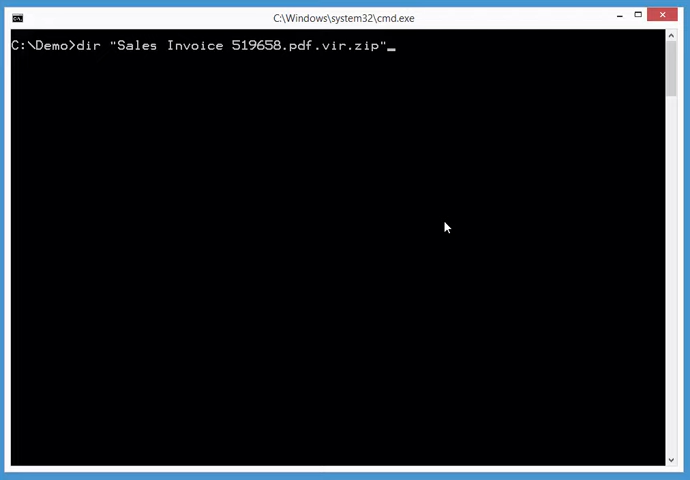 C:\Windows\system32\cmd.exe
C:\Demo>dir "Sales Invoice 519658.pdf.vir.zip"